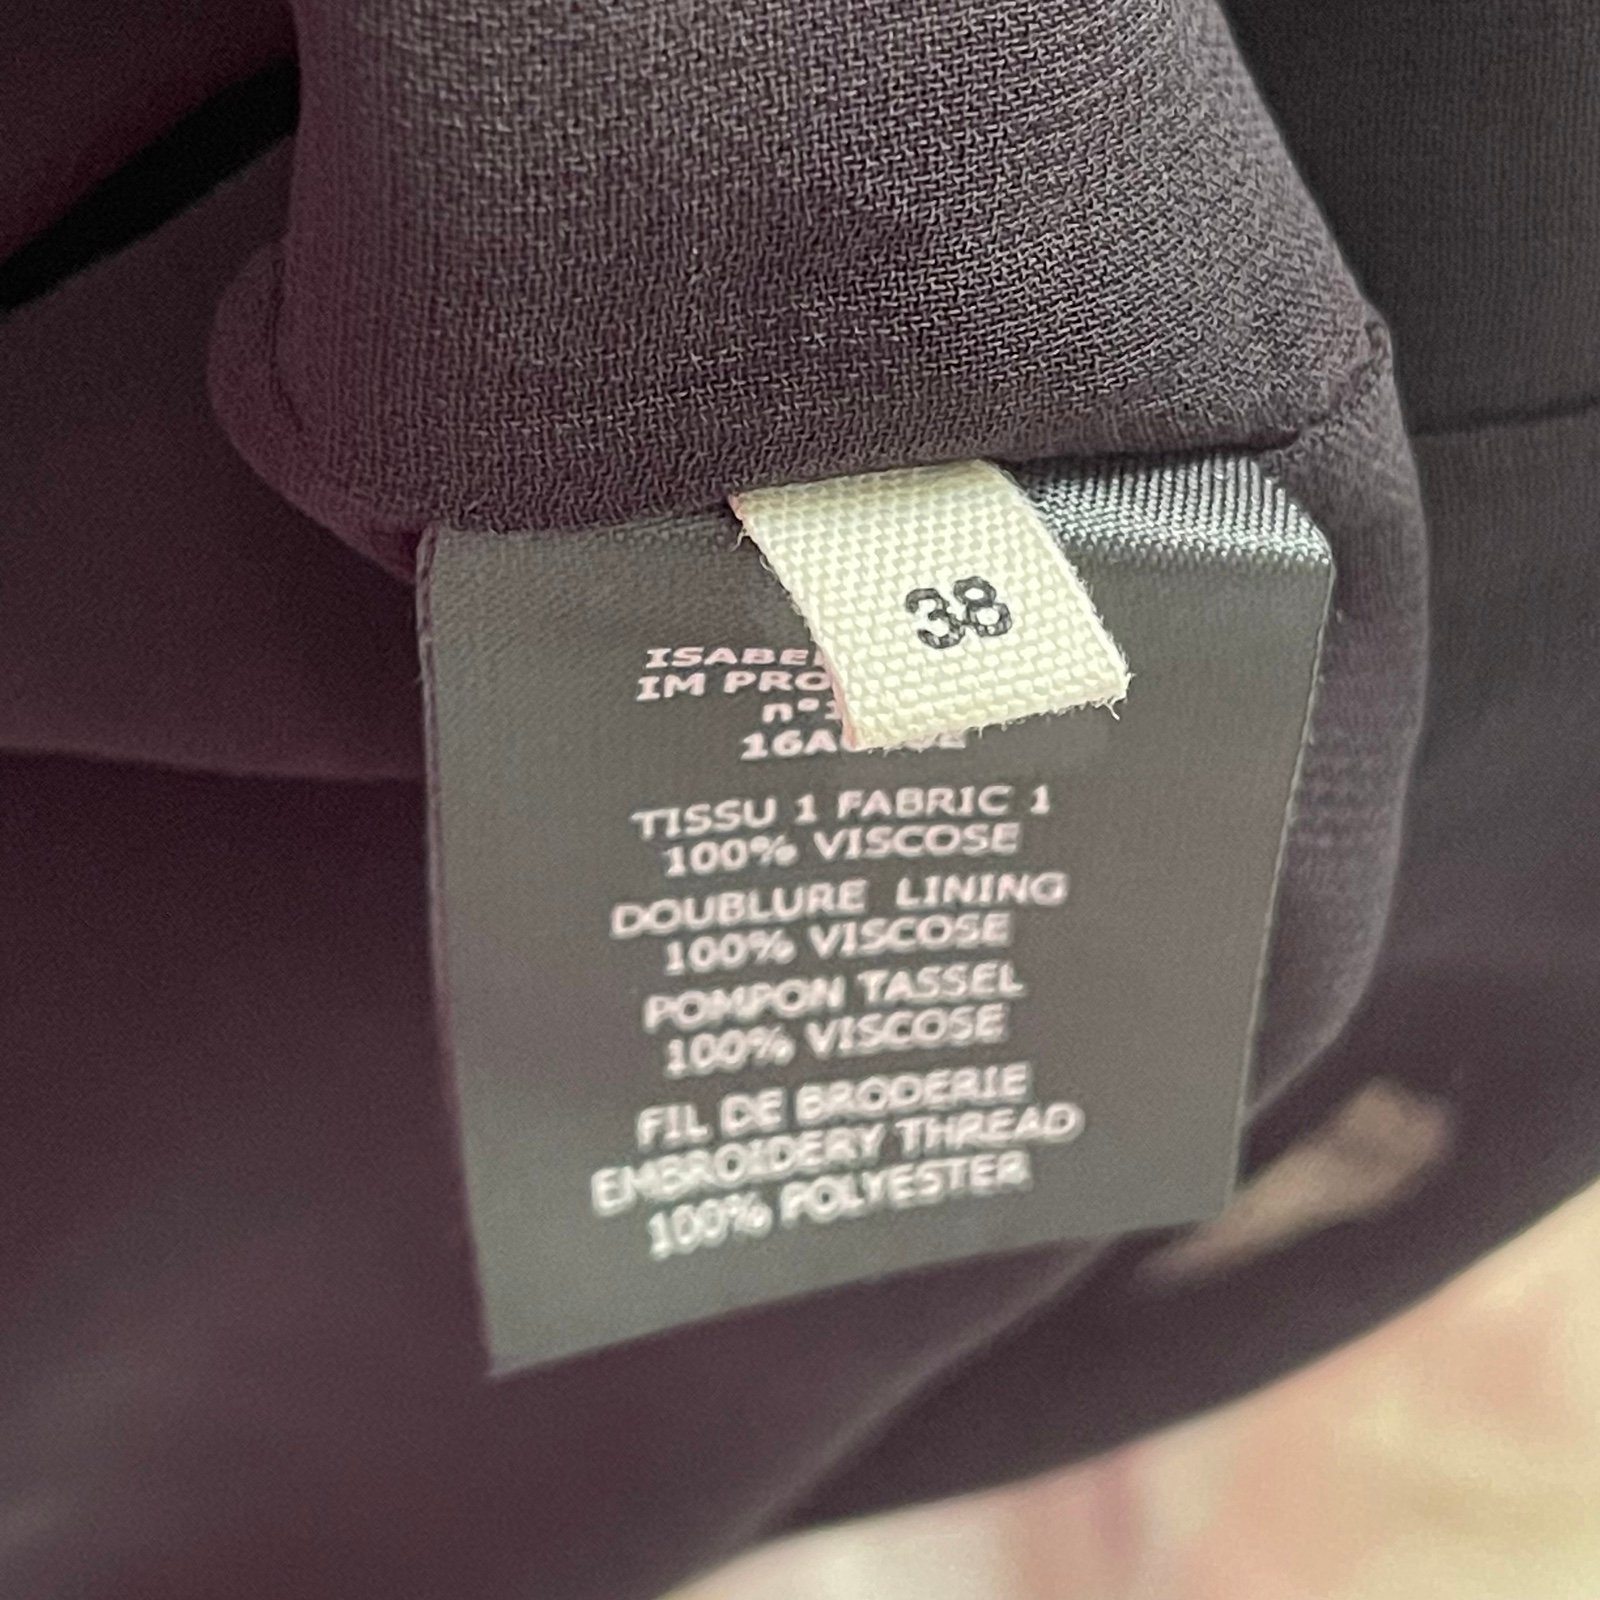 38
TISSU 1 FABRIC 1
100% VISCOSE
DOUBLURE LINING
100% VISCOSE
POMPON TASSEL
100% VISCOSE
FIL DE BRODERIE
EMBROIDERY THREAD
100% POLYESTER